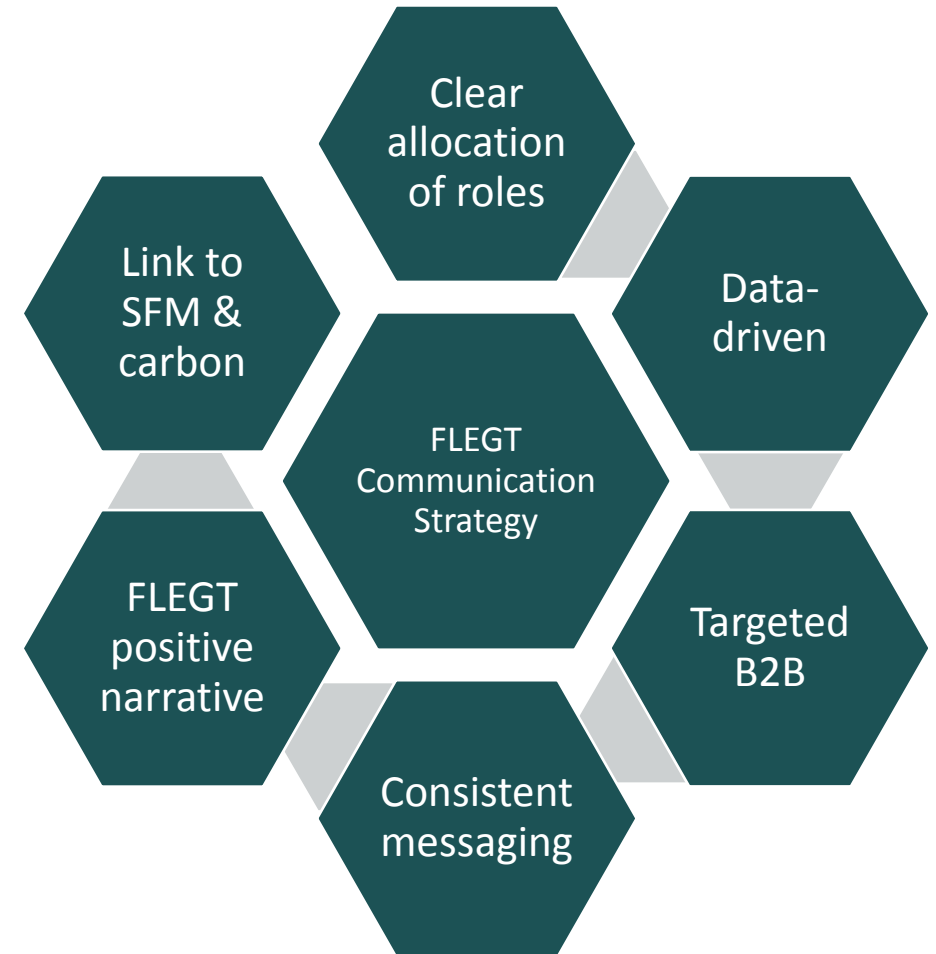 Clear
allocation
of roles
Data-
driven
Targeted
B2B
Consistent
messaging
FLEGT
positive
narrative
Link to
SFM &
carbon
FLEGT
Communication
Strategy